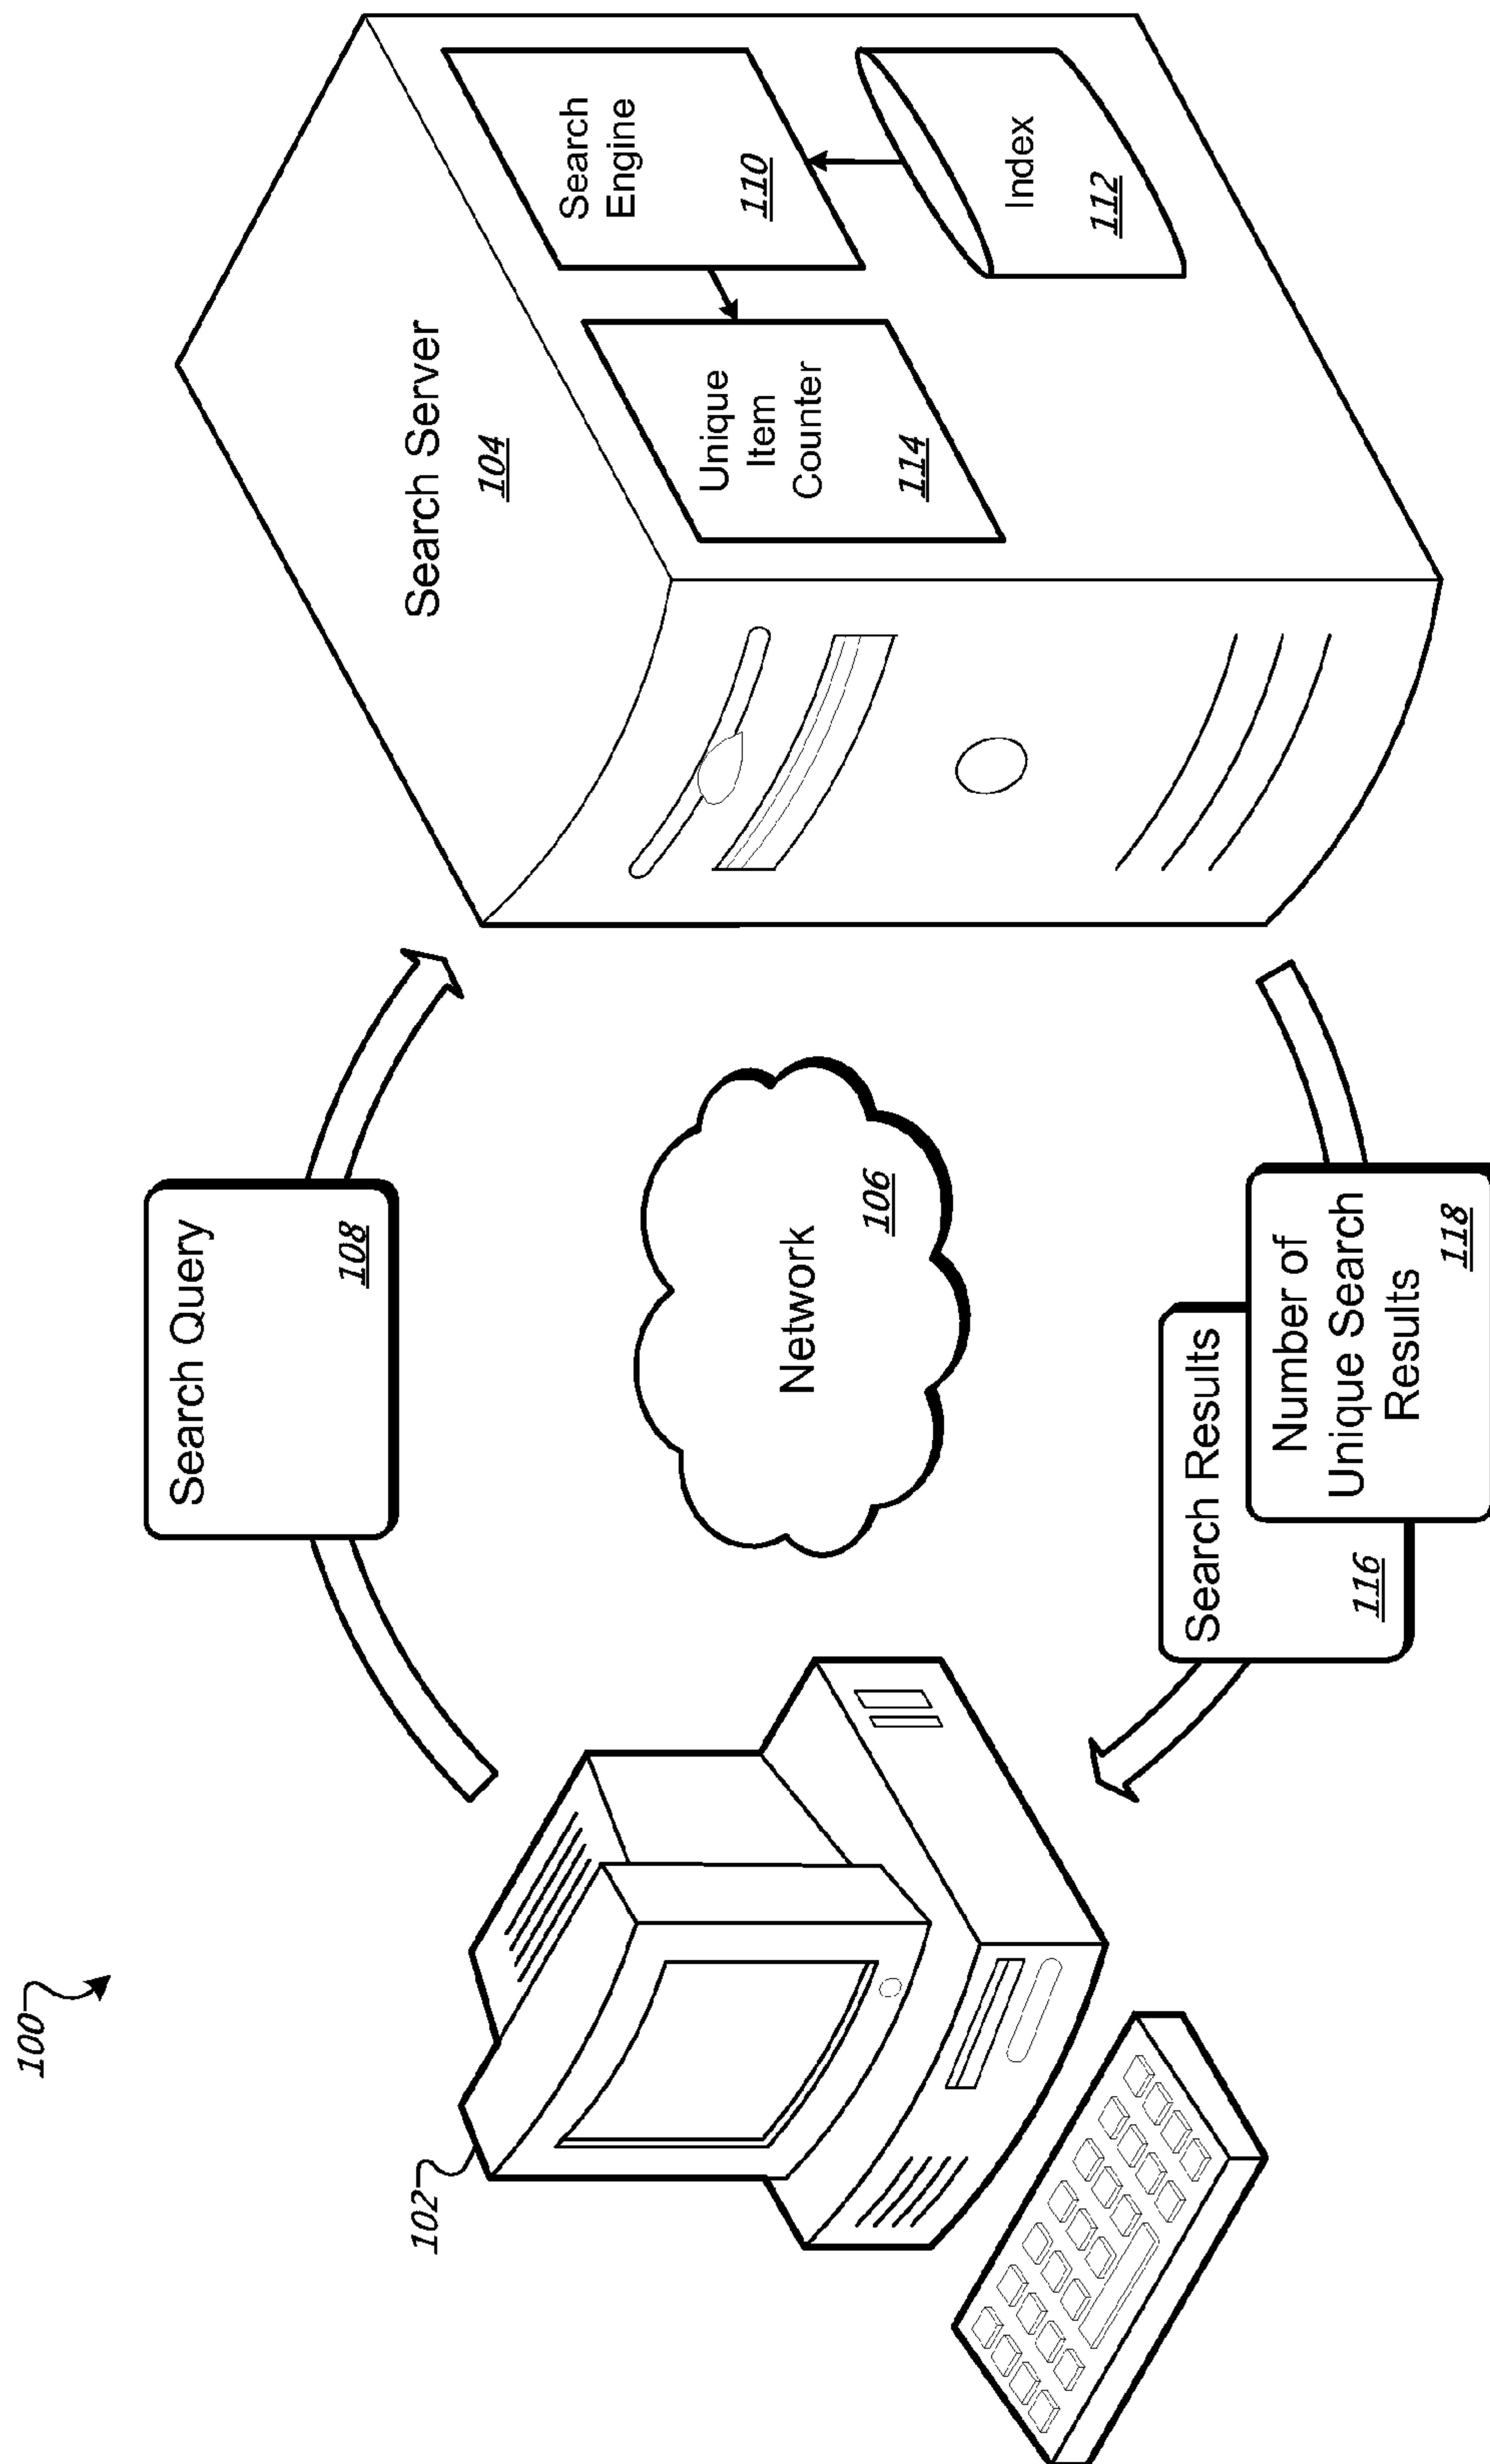 100
102
Search Query
108
Network
106
Search Results
116
Number of
Unique Search
Results
118
Search Server
104
Unique
Item
Counter
114
Search
Engine
110
Index
112